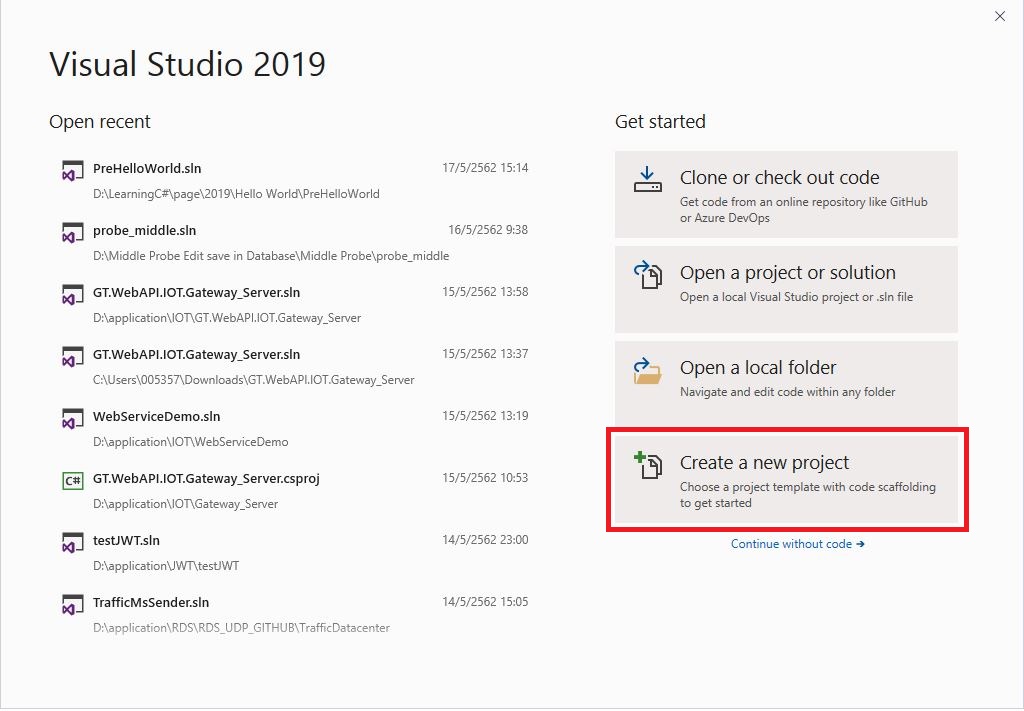 Visual Studio 2019
Open recent
PreHelloWorld.sln 17/5/2562 15:14
D:\LearningC#\page\2019\Hello World\PreHelloWorld
probe_middle.sln 16/5/2562 9:38
D:\Middle Probe Edit save in Database\Middle Probe\probe_middle
GT.WebAPI.IOT.Gateway_Server.sln 15/5/2562 13:58
D:\application\IOT\GT.WebAPI.IOT.Gateway_Server
GT.WebAPI.IOT.Gateway_Server.sln 15/5/2562 13:37
C:\Users\005357\Downloads\GT.WebAPI.IOT.Gateway_Server
WebServiceDemo.sln 15/5/2562 13:19
D:\application\IOT\WebServiceDemo
C# GT.WebAPI.IOT.Gateway_Server.csproj 15/5/2562 10:53
D:\application\IOT\Gateway_Server
testJWT.sln 14/5/2562 23:00
D:\application\JWT\testJWT
TrafficMsSender.sln 14/5/2562 15:05
D:\application\RDS\RDS_UDP_GITHUB\TrafficDatacenter
Get started
Clone or check out code
Get code from an online repository like GitHub
or Azure DevOps
Open a project or solution
Open a local Visual Studio project or .sln file
Open a local folder
Navigate and edit code within any folder
Create a new project
Choose a project template with code scaffolding
to get started
Continue without code →